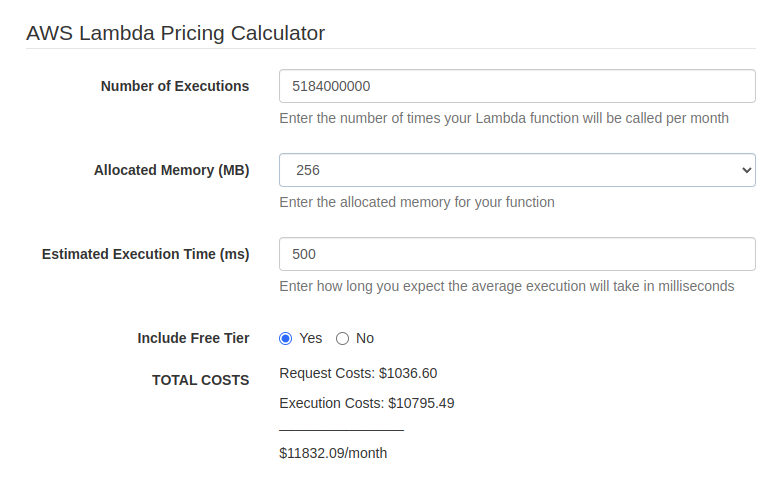 AWS Lambda Pricing Calculator
Number of Executions
5184000000
Enter the number of times your Lambda function will be called per month
Allocated Memory (MB)
256
Enter the allocated memory for your function
Estimated Execution Time (ms)
500
Enter how long you expect the average execution will take in milliseconds
Include Free Tier
Yes No
TOTAL COSTS
Request Costs: $1036.60
Execution Costs: $10795.49
$11832.09/month